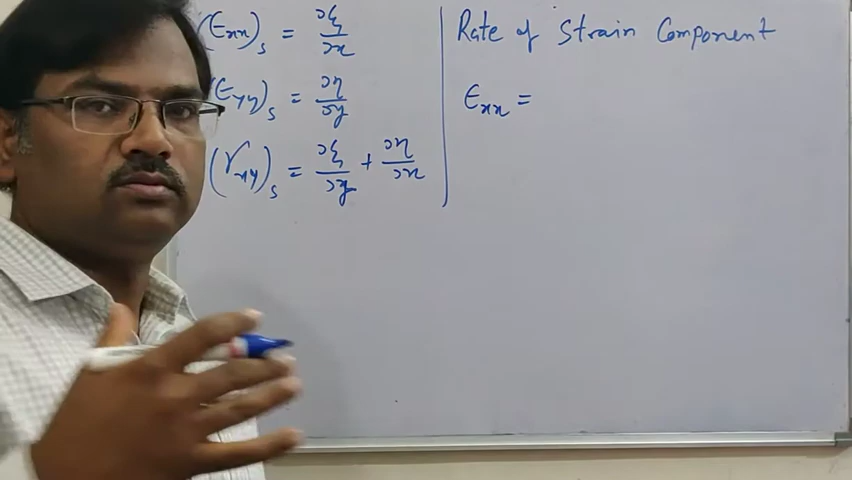 (ϵxx)s = ∂ξ/∂x
(ϵyy)s = ∂η/∂y
(γxy)s = ∂ξ/∂y + ∂η/∂x
Rate of Strain Component
ϵxx =